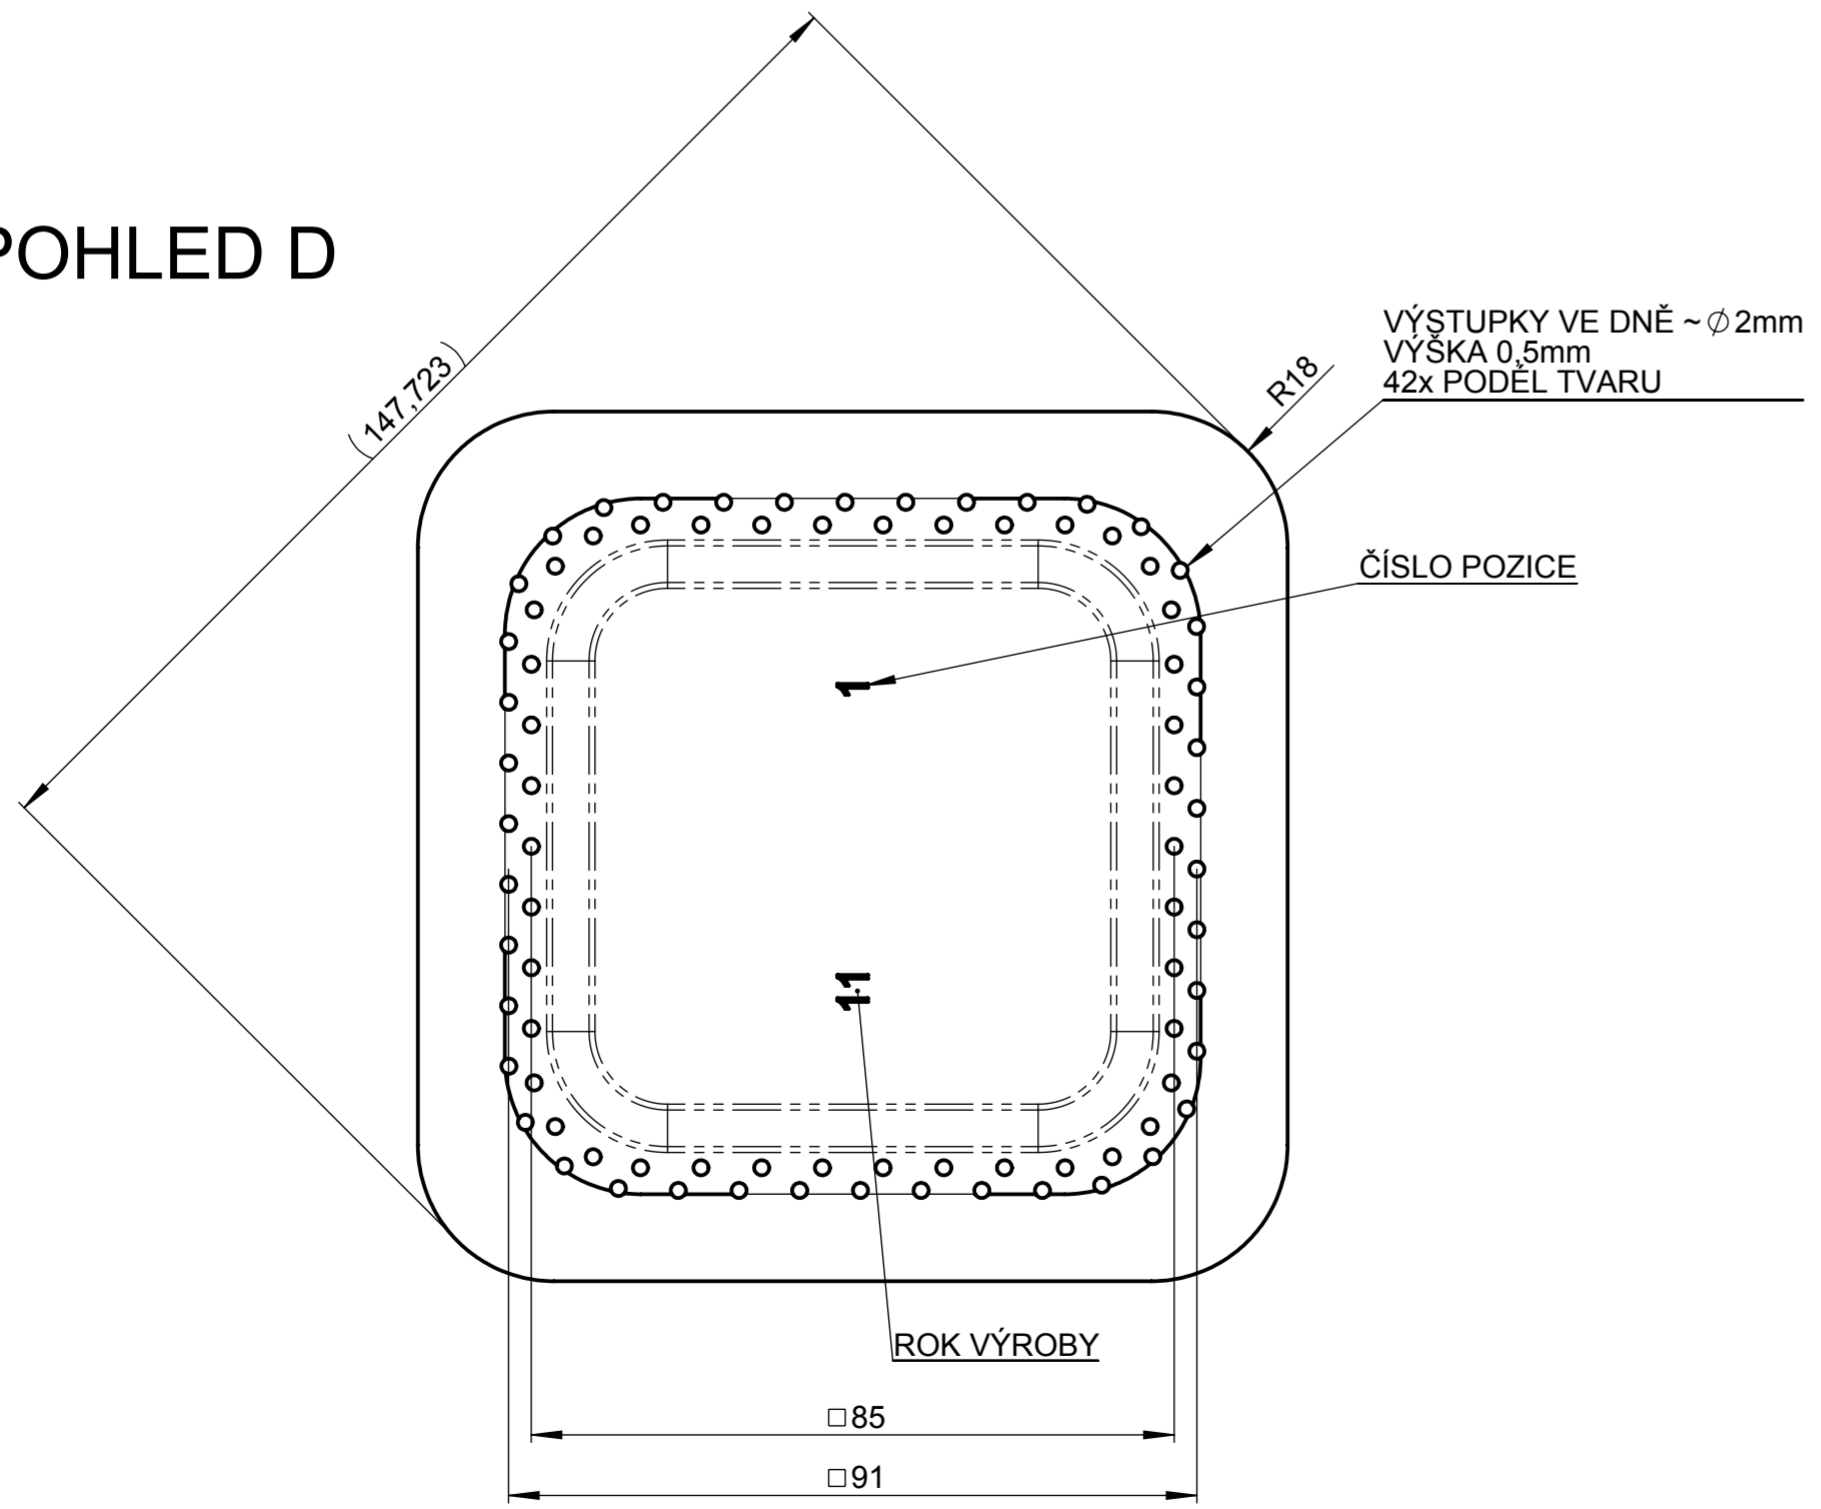 POHLED D
(147,723)
R18
VÝSTUPKY VE DNĚ ~⌀2mm
VÝŠKA 0,5mm
42x PODÉL TVARU
ČÍSLO POZICE
1
11
ROK VÝROBY
□85
□91